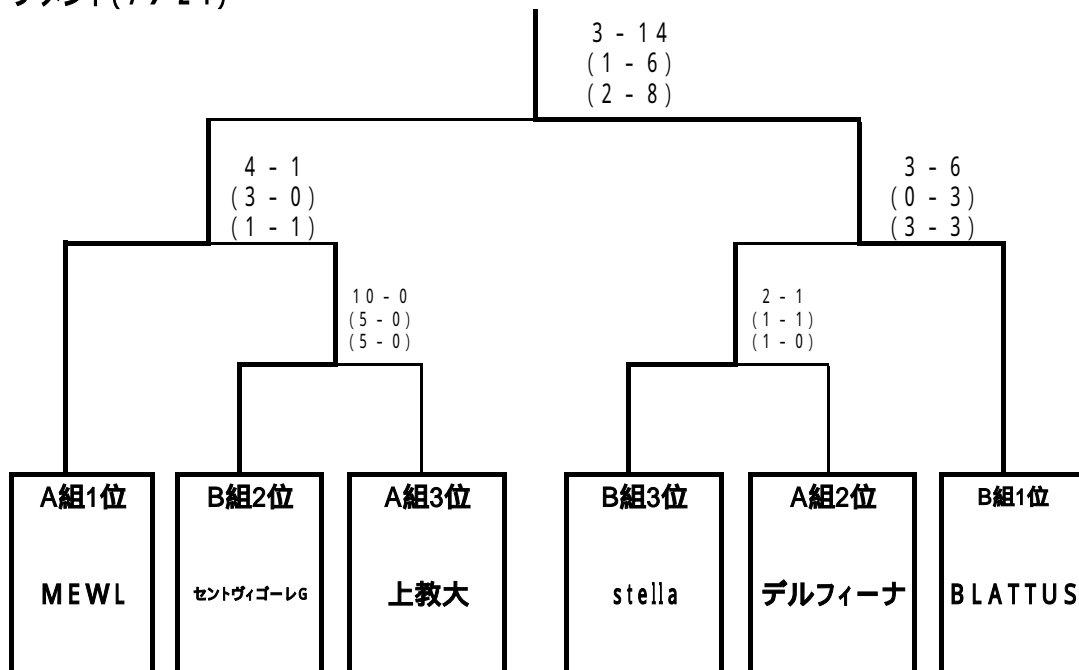 3 - 14
(1 - 6)
(2 - 8)
4 - 1
(3 - 0)
(1 - 1)
3 - 6
(0 - 3)
(3 - 3)
10 - 0
(5 - 0)
(5 - 0)
2 - 1
(1 - 1)
(1 - 0)
A組1位
B組2位
A組3位
B組3位
A組2位
B組1位
MEWL
セントヴィゴーレG
上教大
stella
デルフィーナ
BLATTUS